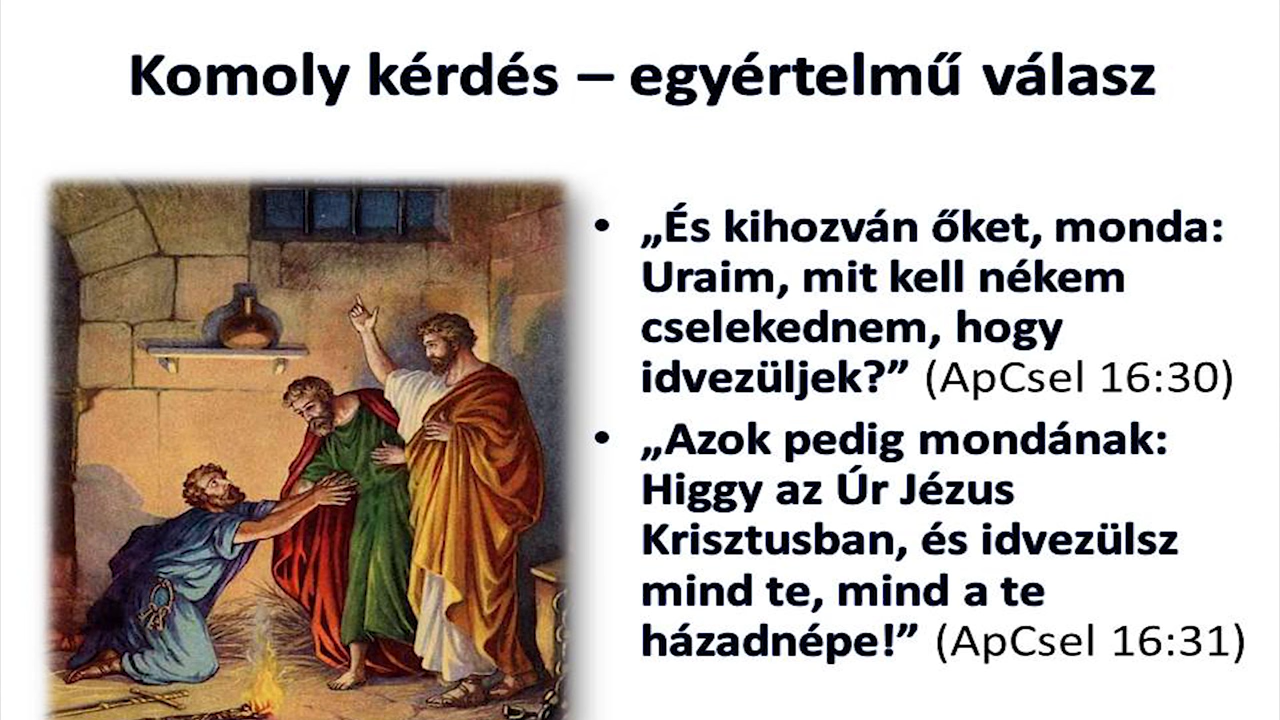 Komoly kérdés – egyértelmű válasz
• „És kihozván őket, monda:
Uraim, mit kell nékem
cselekednem, hogy
idvezüljek?” (ApCsel 16:30)
• „Azok pedig mondának:
Higgy az Úr Jézus
Krisztusban, és idvezülsz
mind te, mind a te
házadnépe!” (ApCsel 16:31)